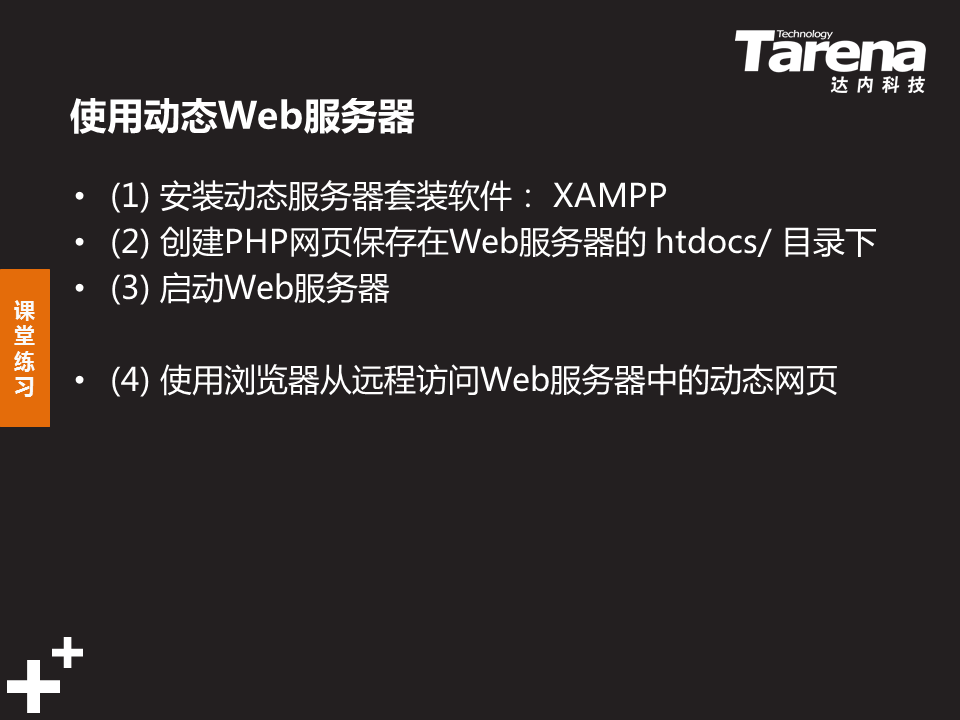 Technology
Tarena
达内科技
使用动态Web服务器
• (1) 安装动态服务器套装软件： XAMPP
• (2) 创建PHP网页保存在Web服务器的 htdocs/ 目录下
• (3) 启动Web服务器
课堂练习
• (4) 使用浏览器从远程访问Web服务器中的动态网页